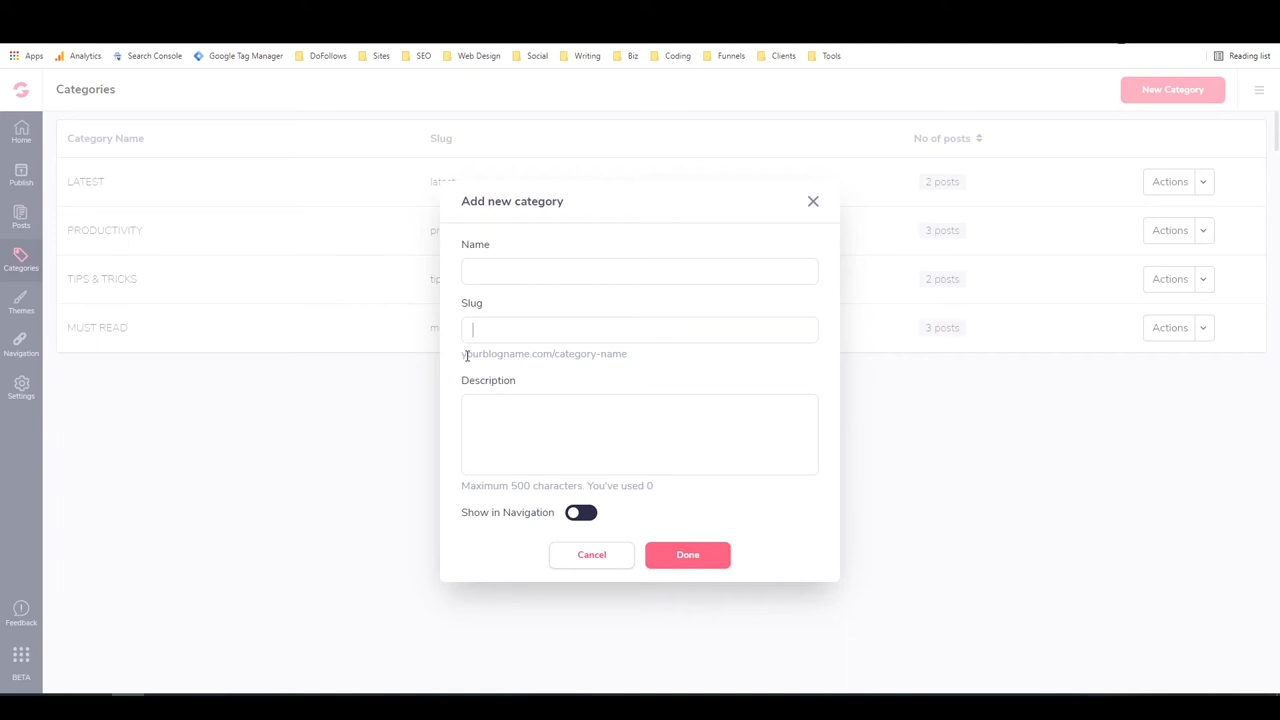 Apps Analytics Search Console Google Tag Manager DoFollows Sites SEO Web Design Social Writing Biz Coding Funnels Clients Tools Reading list
Categories New Category
Home
Publish
Posts
Categories
Themes
Navigation
Settings
Feedback
BETA
Category Name Slug No of posts
LATEST latest 2 posts Actions
PRODUCTIVITY pr 3 posts Actions
TIPS & TRICKS tip 2 posts Actions
MUST READ m 3 posts Actions
Add new category
Name
Slug
yourblogname.com/category-name
Description
Maximum 500 characters. You've used 0
Show in Navigation
Cancel Done